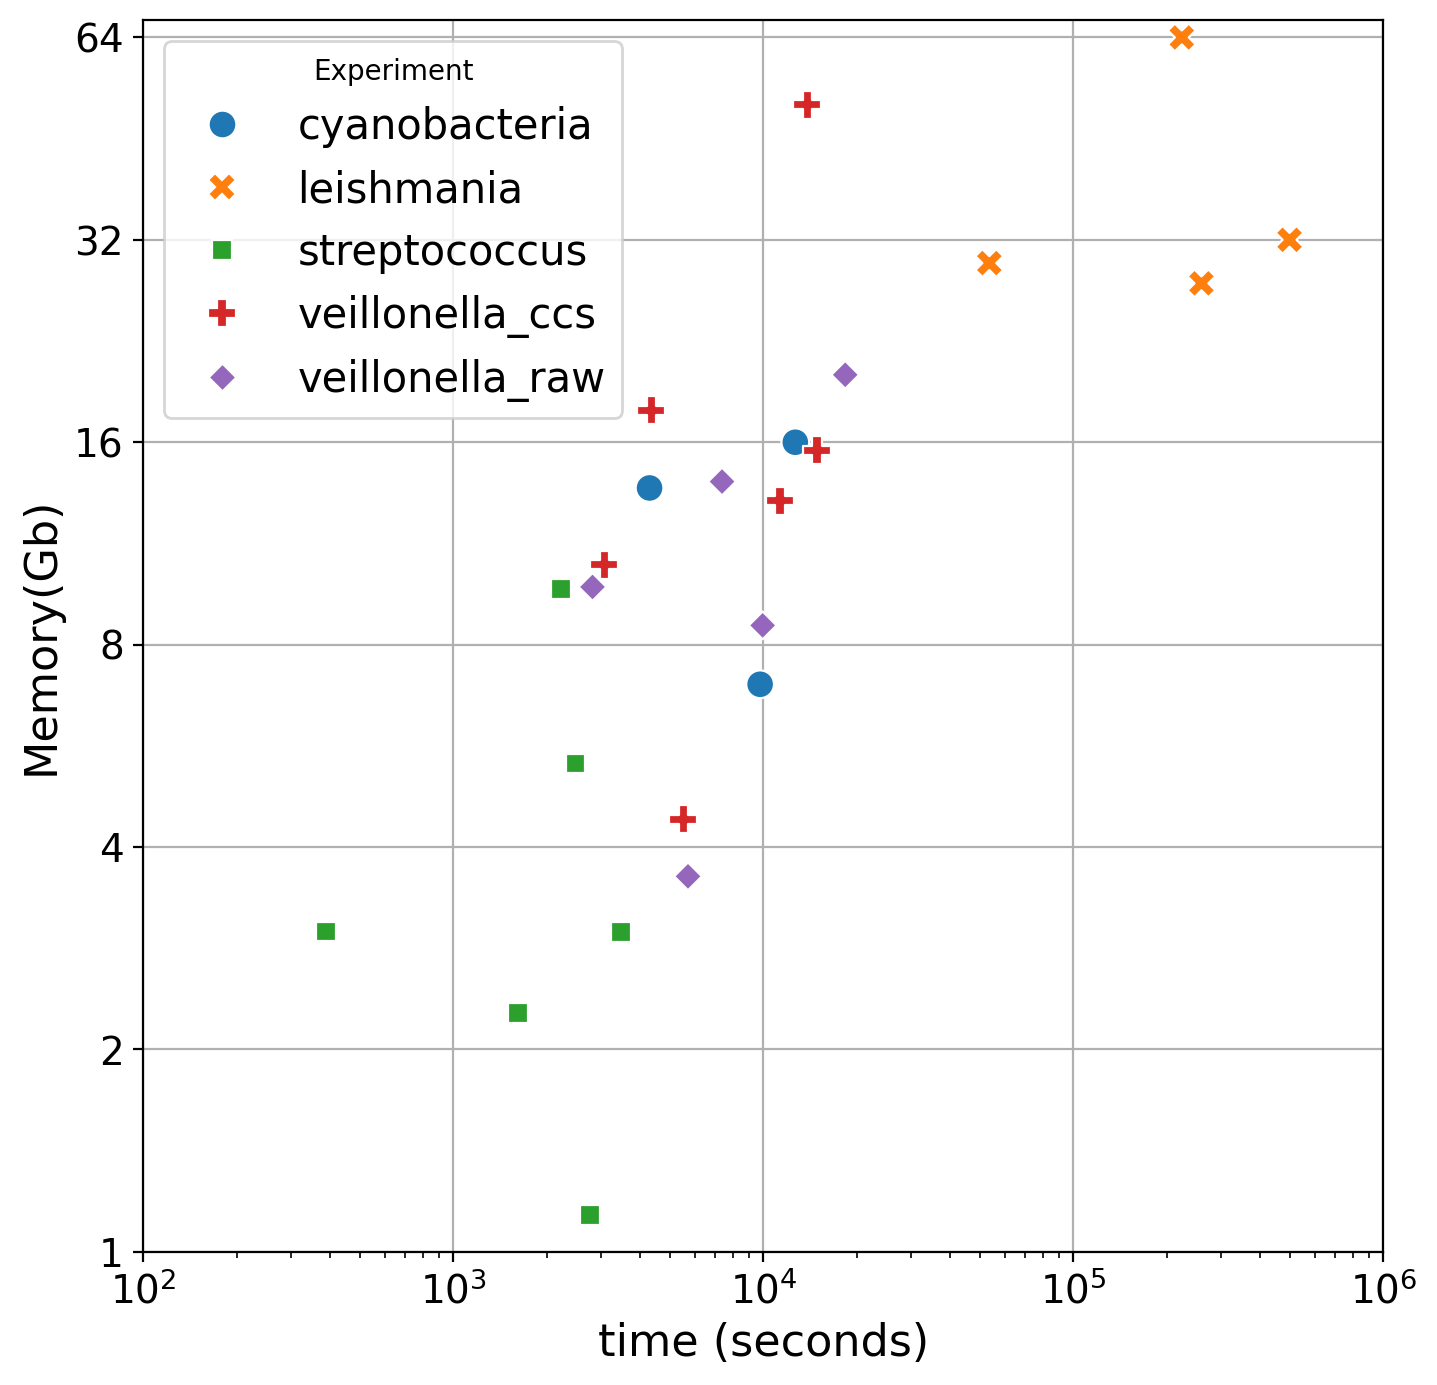 64
32
16
8
4
2
1
Memory(Gb)
Experiment
cyanobacteria
leishmania
streptococcus
veillonella_ccs
veillonella_raw
10² 10³ 10⁴ 10⁵ 10⁶
time (seconds)